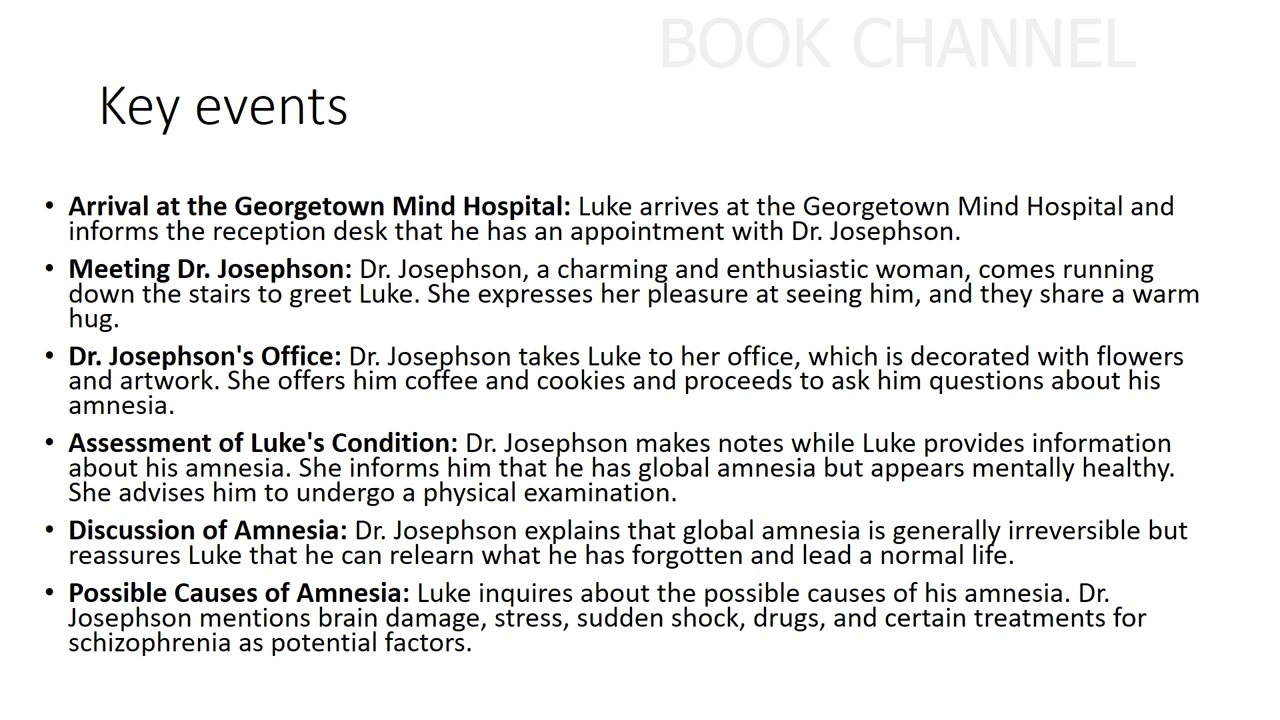 BOOK CHANNEL
Key events
• Arrival at the Georgetown Mind Hospital: Luke arrives at the Georgetown Mind Hospital and
informs the reception desk that he has an appointment with Dr. Josephson.
• Meeting Dr. Josephson: Dr. Josephson, a charming and enthusiastic woman, comes running
down the stairs to greet Luke. She expresses her pleasure at seeing him, and they share a warm
hug.
• Dr. Josephson's Office: Dr. Josephson takes Luke to her office, which is decorated with flowers
and artwork. She offers him coffee and cookies and proceeds to ask him questions about his
amnesia.
• Assessment of Luke's Condition: Dr. Josephson makes notes while Luke provides information
about his amnesia. She informs him that he has global amnesia but appears mentally healthy.
She advises him to undergo a physical examination.
• Discussion of Amnesia: Dr. Josephson explains that global amnesia is generally irreversible but
reassures Luke that he can relearn what he has forgotten and lead a normal life.
• Possible Causes of Amnesia: Luke inquires about the possible causes of his amnesia. Dr.
Josephson mentions brain damage, stress, sudden shock, drugs, and certain treatments for
schizophrenia as potential factors.